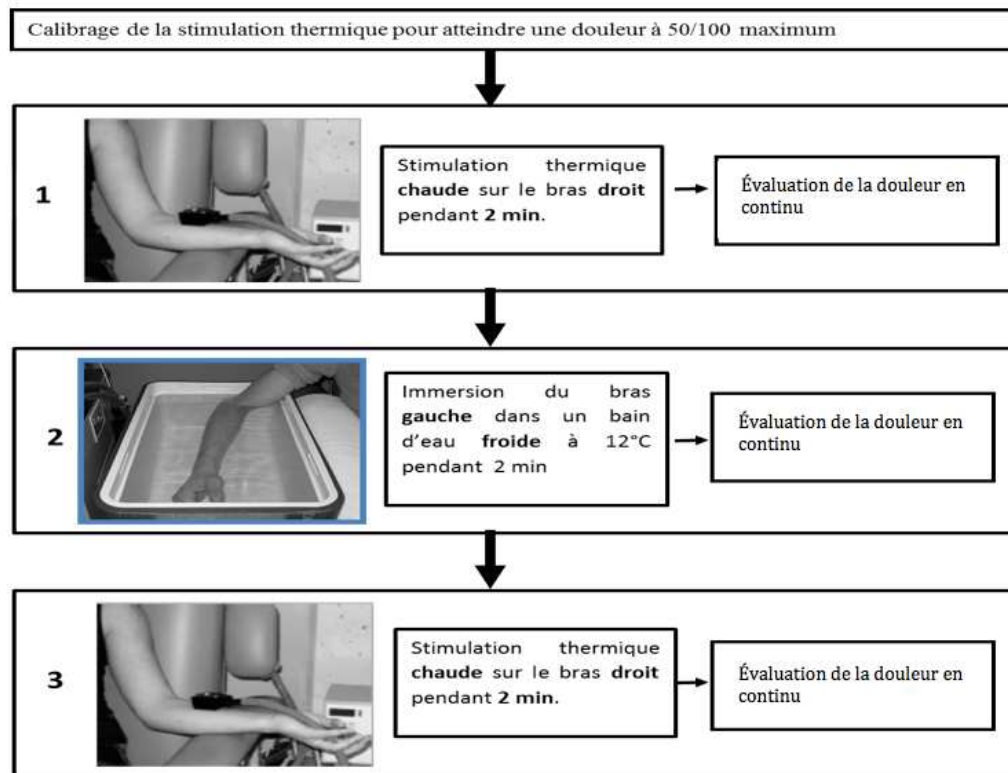 Calibrage de la stimulation thermique pour atteindre une douleur à 50/100 maximum
1
Stimulation thermique
chaude sur le bras droit
pendant 2 min.
Évaluation de la douleur en
continu
2
Immersion du bras
gauche dans un bain
d'eau froide à 12°C
pendant 2 min
Évaluation de la douleur en
continu
3
Stimulation thermique
chaude sur le bras droit
pendant 2 min.
Évaluation de la douleur en
continu